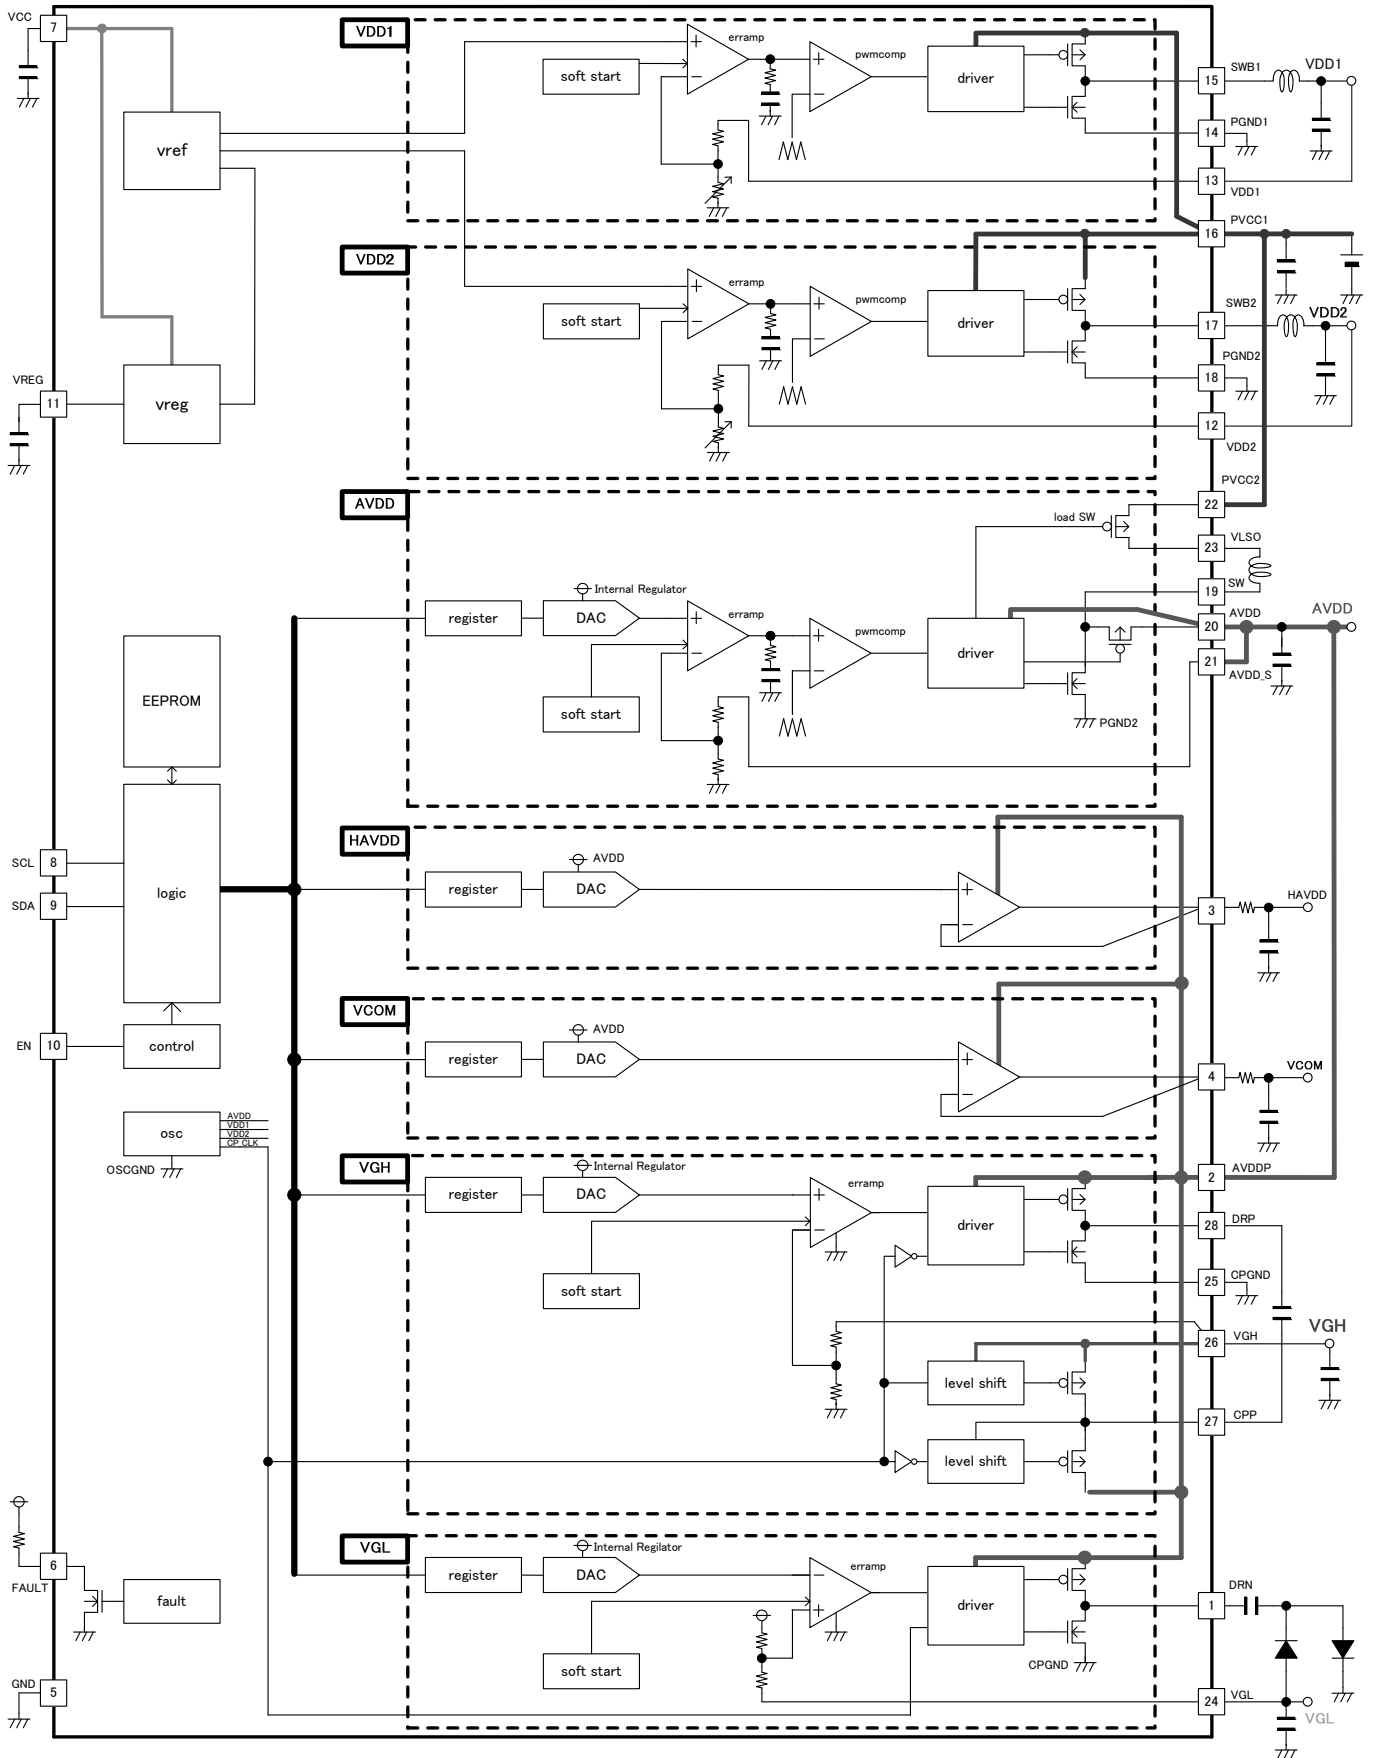 VCC
7
vref
VREG
11
vreg
VDD1
soft start
erramp
+
−
pwmcomp
+
−
driver
15
SWB1
VDD1
14
PGND1
13
VDD1
16
PVCC1
VDD2
soft start
erramp
+
−
pwmcomp
+
−
driver
17
SWB2
VDD2
18
PGND2
12
VDD2
22
PVCC2
AVDD
load SW
23
VLSO
19
SW
Internal Regulator
register
DAC
soft start
erramp
+
−
pwmcomp
+
−
driver
PGND2
20
AVDD
AVDD
21
AVDD_S
EEPROM
logic
SCL
8
SDA
9
EN
10
control
HAVDD
register
DAC
AVDD
+
−
3
HAVDD
VCOM
register
DAC
AVDD
+
−
4
VCOM
osc
AVDD
VDD1
VDD2
CP_CLK
OSCGND
VGH
Internal Regulator
register
DAC
soft start
erramp
+
−
driver
2
AVDDP
28
DRP
25
CPGND
26
VGH
VGH
level shift
27
CPP
level shift
VGL
Internal Regilator
register
DAC
soft start
erramp
−
+
driver
CPGND
1
DRN
24
VGL
VGL
6
FAULT
fault
GND
5